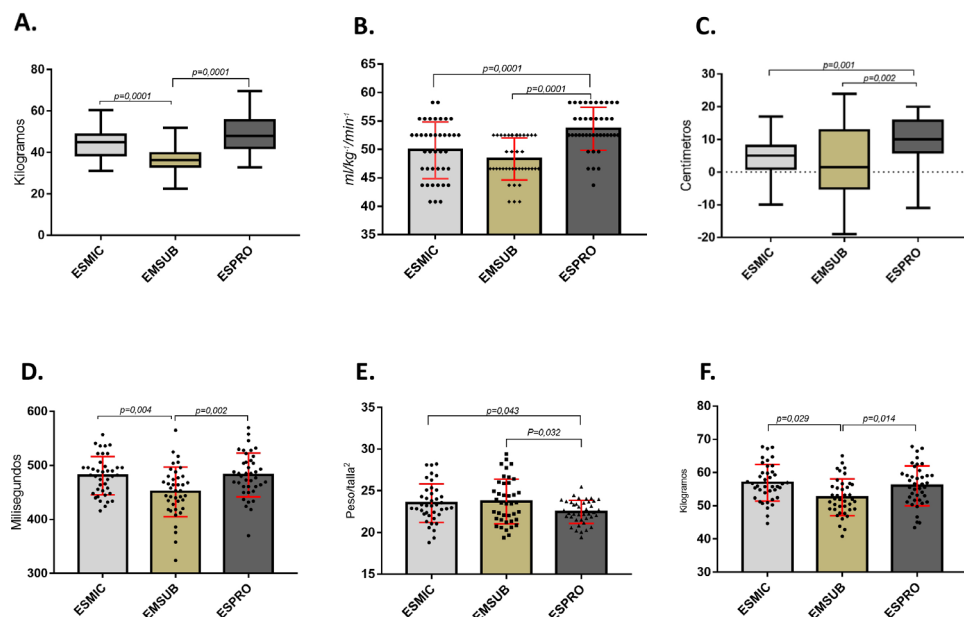 A.
Kilogramos
80
60
40
20
0
p=0,0001
p=0,0001
ESMIC
EMSUB
ESPRO
B.
ml/kg⁻¹/min⁻¹
65
60
55
50
45
40
35
p=0,0001
p=0,0001
ESMIC
EMSUB
ESPRO
C.
Centímetros
30
20
10
0
-10
-20
p=0,001
p=0,002
ESMIC
EMSUB
ESPRO
D.
Milisegundos
600
500
400
300
p=0,004
p=0,002
ESMIC
EMSUB
ESPRO
E.
Peso/talla²
35
30
25
20
15
p=0,043
P=0,032
ESMIC
EMSUB
ESPRO
F.
Kilogramos
80
70
60
50
40
30
p=0,029
p=0,014
ESMIC
EMSUB
ESPRO